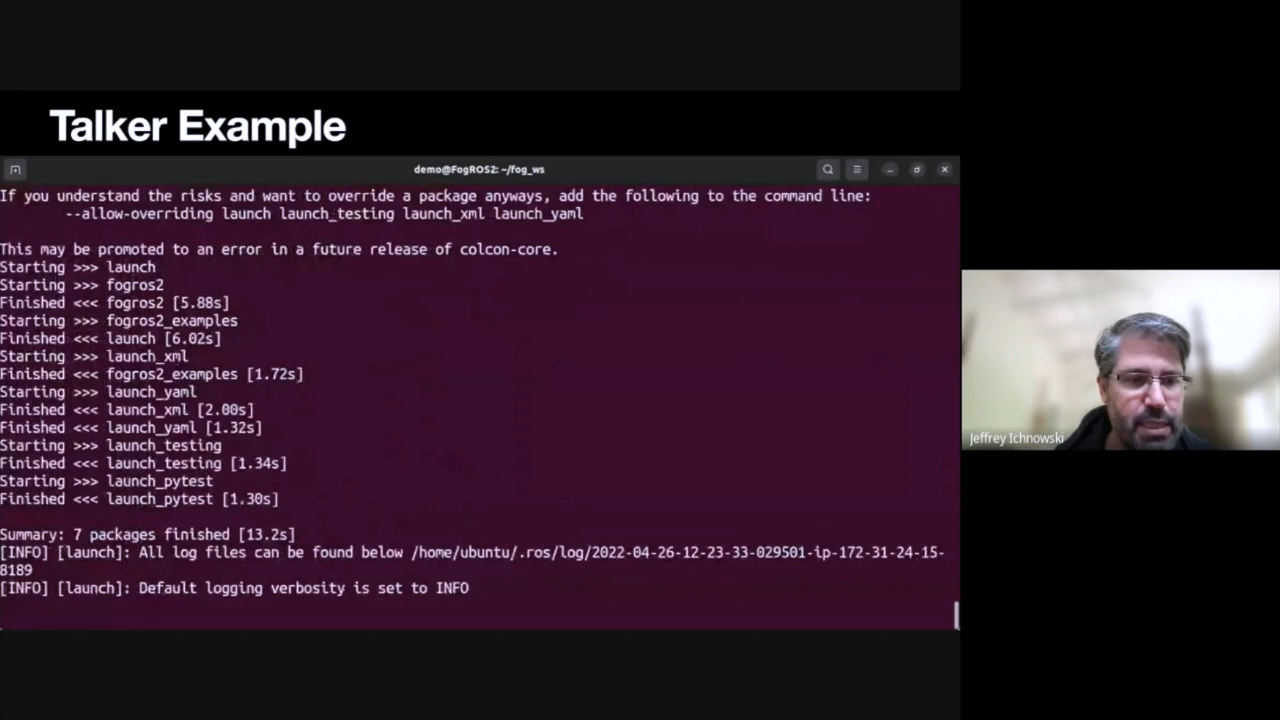 Talker Example
demo@FogROS2: ~/fog_ws
If you understand the risks and want to override a package anyways, add the following to the command line:
--allow-overriding launch launch_testing launch_xml launch_yaml
This may be promoted to an error in a future release of colcon-core.
Starting >>> launch
Starting >>> fogros2
Finished <<< fogros2 [5.88s]
Starting >>> fogros2_examples
Finished <<< launch [6.02s]
Starting >>> launch_xml
Finished <<< fogros2_examples [1.72s]
Starting >>> launch_yaml
Finished <<< launch_xml [2.00s]
Finished <<< launch_yaml [1.32s]
Starting >>> launch_testing
Finished <<< launch_testing [1.34s]
Starting >>> launch_pytest
Finished <<< launch_pytest [1.30s]
Summary: 7 packages finished [13.2s]
[INFO] [launch]: All log files can be found below /home/ubuntu/.ros/log/2022-04-26-12-23-33-029501-ip-172-31-24-15-
8189
[INFO] [launch]: Default logging verbosity is set to INFO
Jeffrey Ichnowski